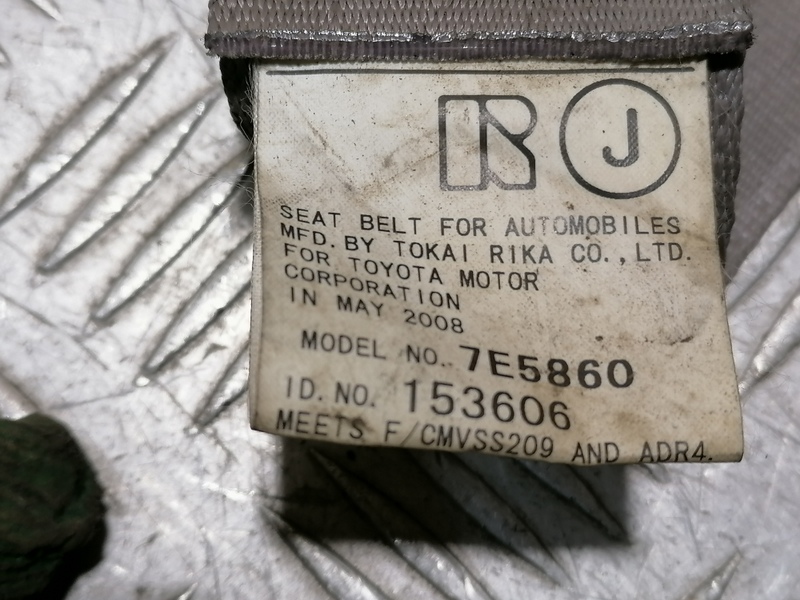 R J
SEAT BELT FOR AUTOMOBILES
MFD. BY TOKAI RIKA CO., LTD.
FOR TOYOTA MOTOR
CORPORATION
IN MAY 2008
MODEL NO. 7E5860
ID. NO. 153606
MEETS F/CMVSS209 AND ADR4.